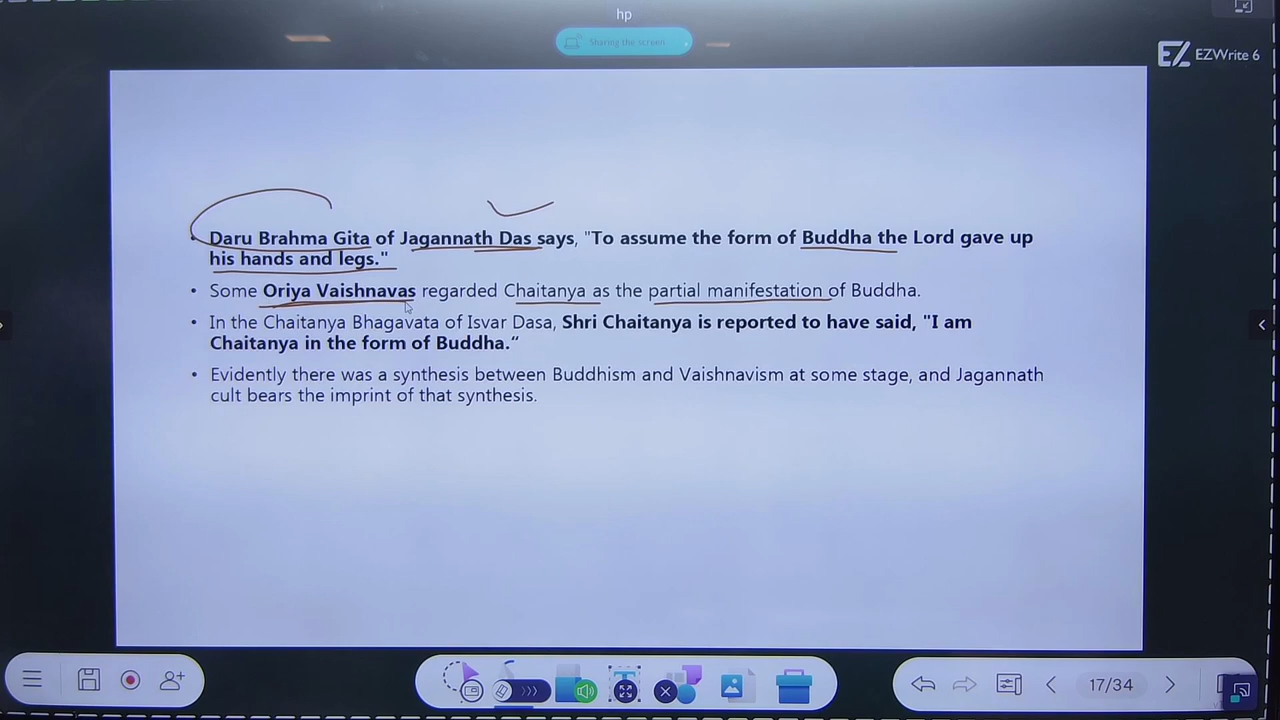 hp
Sharing the screen
EZWrite 6
• Daru Brahma Gita of Jagannath Das says, "To assume the form of Buddha the Lord gave up
his hands and legs."
• Some Oriya Vaishnavas regarded Chaitanya as the partial manifestation of Buddha.
• In the Chaitanya Bhagavata of Isvar Dasa, Shri Chaitanya is reported to have said, "I am
Chaitanya in the form of Buddha.“
• Evidently there was a synthesis between Buddhism and Vaishnavism at some stage, and Jagannath
cult bears the imprint of that synthesis.
17/34